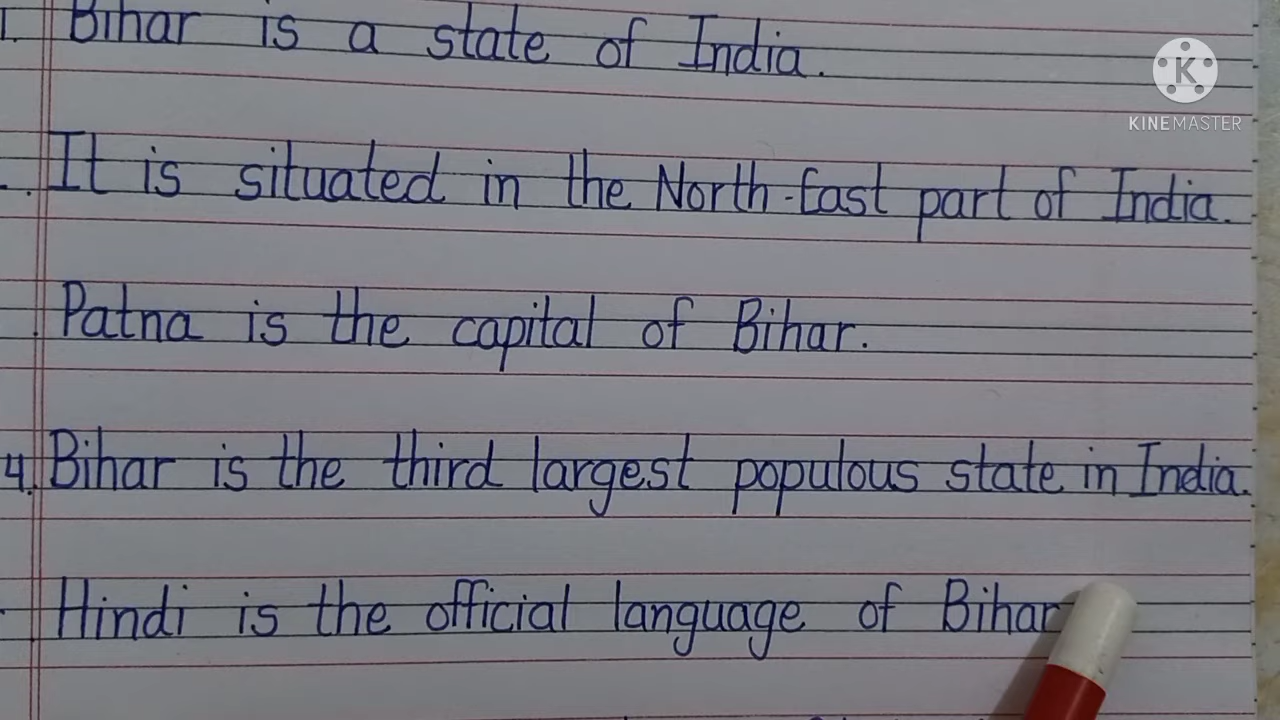 1. Bihar is a state of India.
K
KINEMASTER
. It is situated in the North-East part of India.
. Patna is the capital of Bihar.
4. Bihar is the third largest populous state in India.
. Hindi is the official language of Bihar